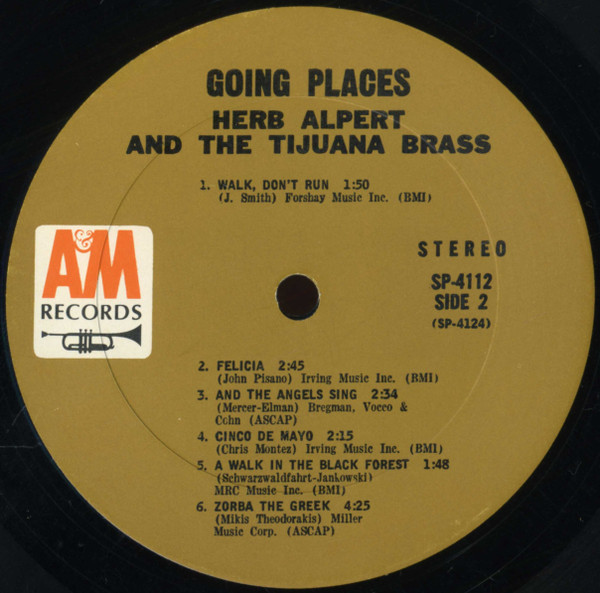 GOING PLACES
HERB ALPERT
AND THE TIJUANA BRASS
1. WALK, DON'T RUN 1:50
(J. Smith) Forshay Music Inc. (BMI)
A&M
RECORDS
STEREO
SP-4112
SIDE 2
(SP-4124)
2. FELICIA 2:45
(John Pisano) Irving Music Inc. (BMI)
3. AND THE ANGELS SING 2:34
(Mercer-Elman) Bregman, Vocco &
Cohn (ASCAP)
4. CINCO DE MAYO 2:15
(Chris Montez) Irving Music Inc. (BMI)
5. A WALK IN THE BLACK FOREST 1:48
(Schwarzwaldfahrt-Jankowski)
MRC Music Inc. (BMI)
6. ZORBA THE GREEK 4:25
(Mikis Theodorakis) Miller
Music Corp. (ASCAP)